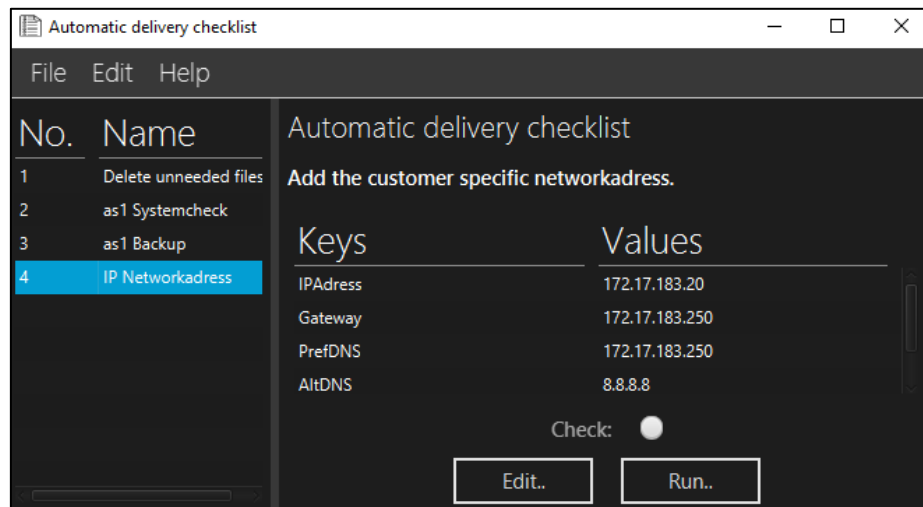 Automatic delivery checklist
File Edit Help
No. Name
1 Delete unneeded files
2 as1 Systemcheck
3 as1 Backup
4 IP Networkadress
Automatic delivery checklist
Add the customer specific networkadress.
Keys Values
IPAdress 172.17.183.20
Gateway 172.17.183.250
PrefDNS 172.17.183.250
AltDNS 8.8.8.8
Check:
Edit.. Run..